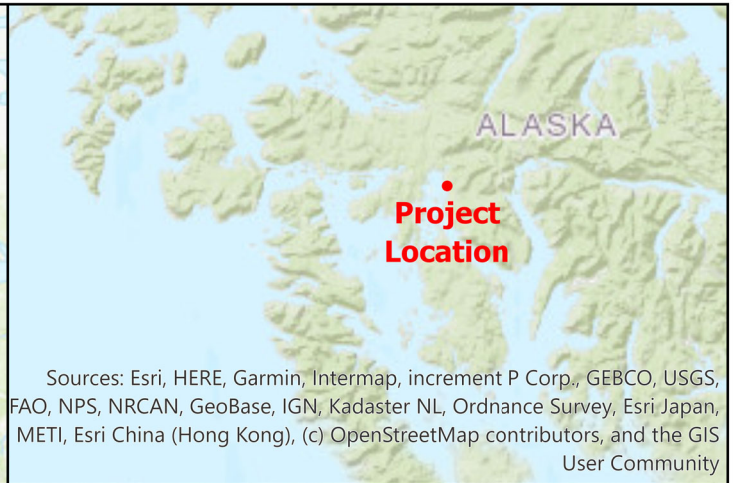 ALASKA
Project
Location
Sources: Esri, HERE, Garmin, Intermap, increment P Corp., GEBCO, USGS,
FAO, NPS, NRCAN, GeoBase, IGN, Kadaster NL, Ordnance Survey, Esri Japan,
METI, Esri China (Hong Kong), (c) OpenStreetMap contributors, and the GIS
User Community